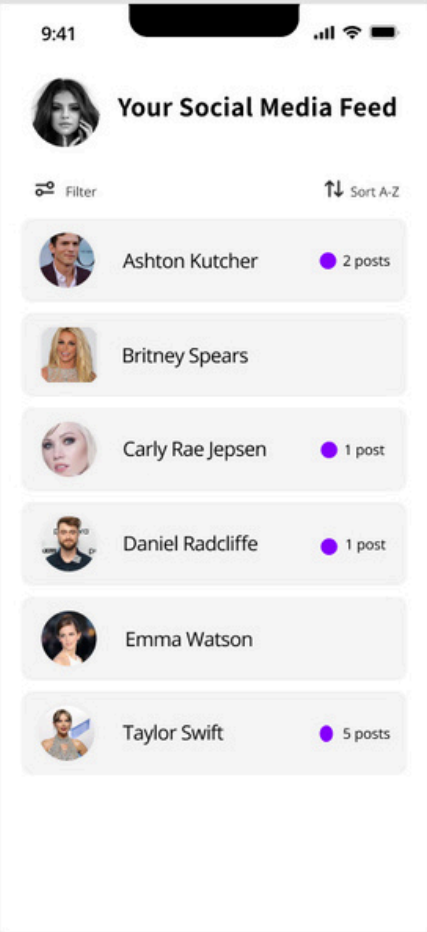 9:41
Your Social Media Feed
Filter
Sort A-Z
Ashton Kutcher
2 posts
Britney Spears
Carly Rae Jepsen
1 post
Daniel Radcliffe
1 post
Emma Watson
Taylor Swift
5 posts